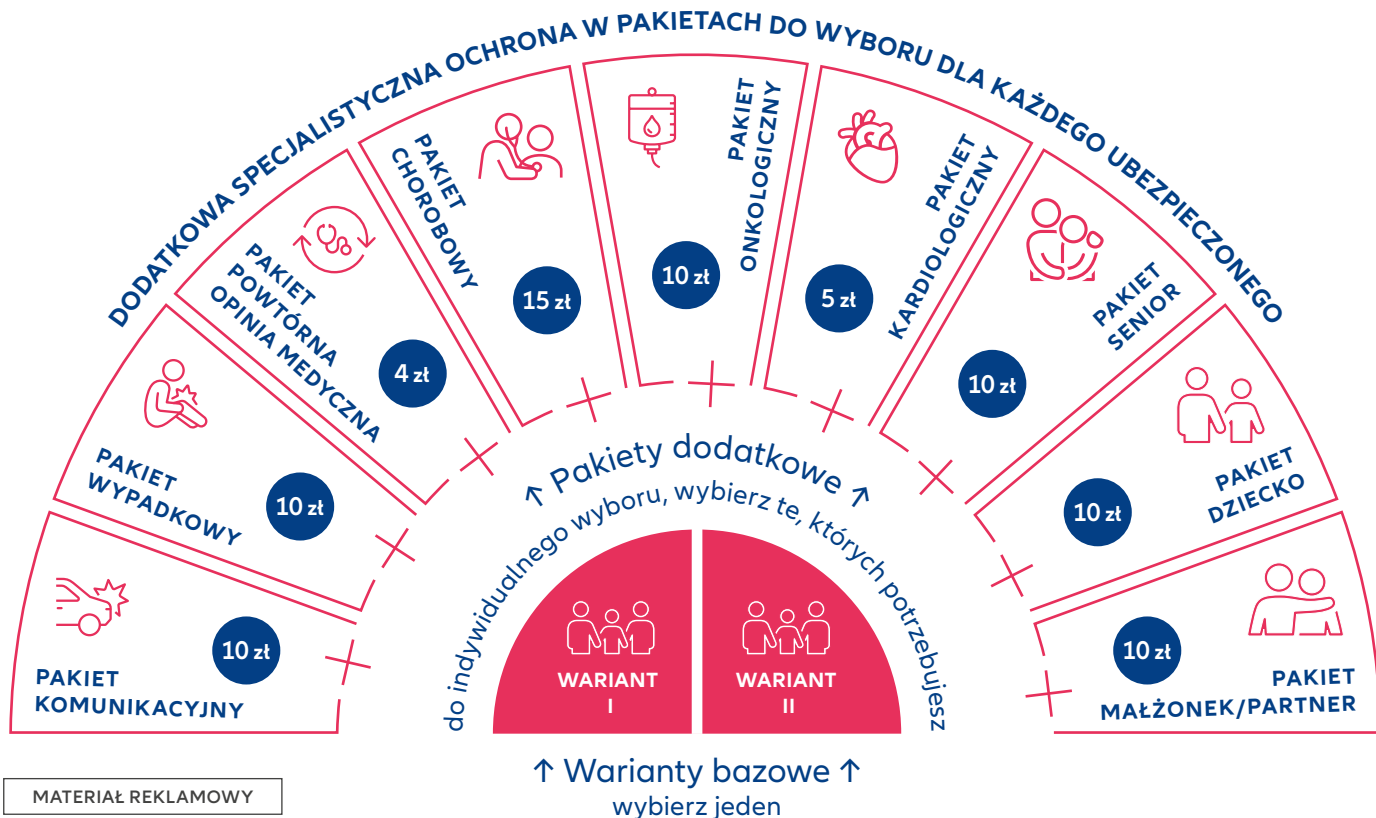 DODATKOWA SPECJALISTYCZNA OCHRONA W PAKIETACH DO WYBORU DLA KAŻDEGO UBEZPIECZONEGO
PAKIET
KOMUNIKACYJNY
10 zł
PAKIET
WYPADKOWY
10 zł
PAKIET
POWTÓRNA
OPINIA MEDYCZNA
4 zł
PAKIET
CHOROBOWY
15 zł
PAKIET
ONKOLOGICZNY
10 zł
PAKIET
KARDIOLOGICZNY
5 zł
PAKIET
SENIOR
10 zł
PAKIET
DZIECKO
10 zł
PAKIET
MAŁŻONEK/PARTNER
10 zł
↑ Pakiety dodatkowe ↑
do indywidualnego wyboru, wybierz te, których potrzebujesz
WARIANT
I
WARIANT
II
↑ Warianty bazowe ↑
wybierz jeden
MATERIAŁ REKLAMOWY